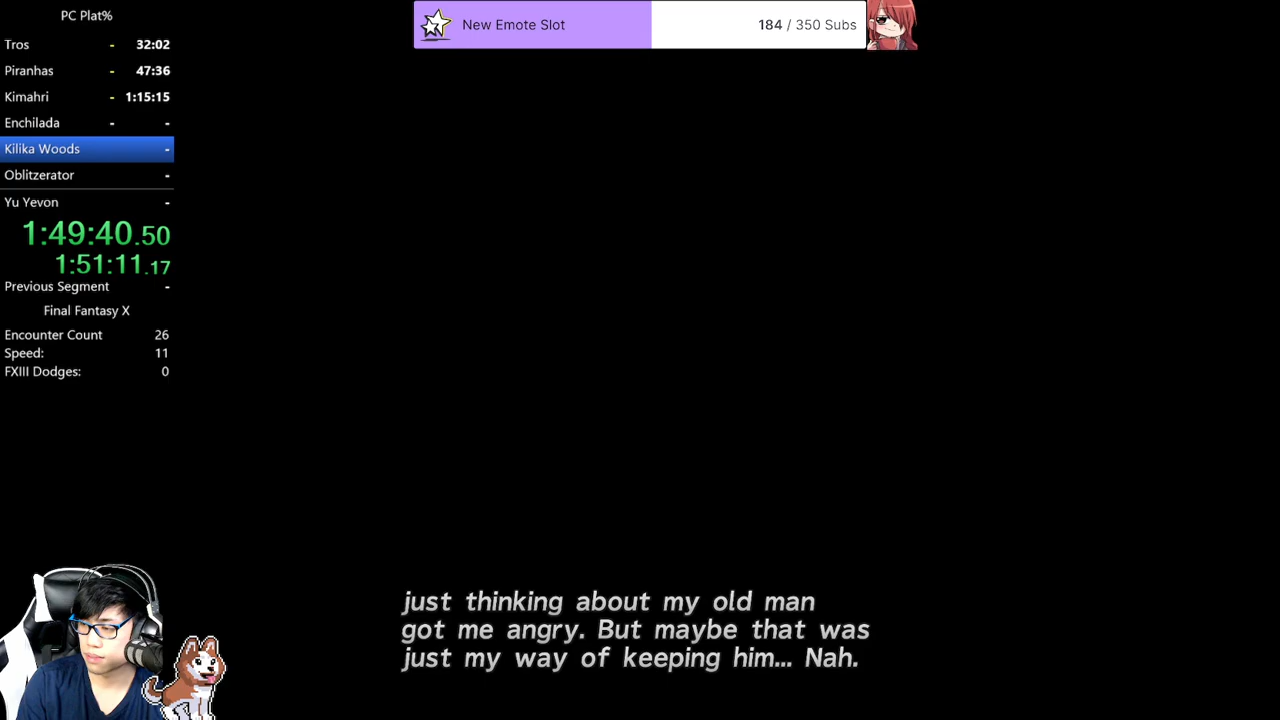 PC Plat%
New Emote Slot 184 / 350 Subs
Tros - 32:02
Piranhas - 47:36
Kimahri - 1:15:15
Enchilada - -
Kilika Woods -
Oblitzerator -
Yu Yevon -
1:49:40.50
1:51:11.17
Previous Segment -
Final Fantasy X
Encounter Count 26
Speed: 11
FXIII Dodges: 0
just thinking about my old man
got me angry. But maybe that was
just my way of keeping him... Nah.